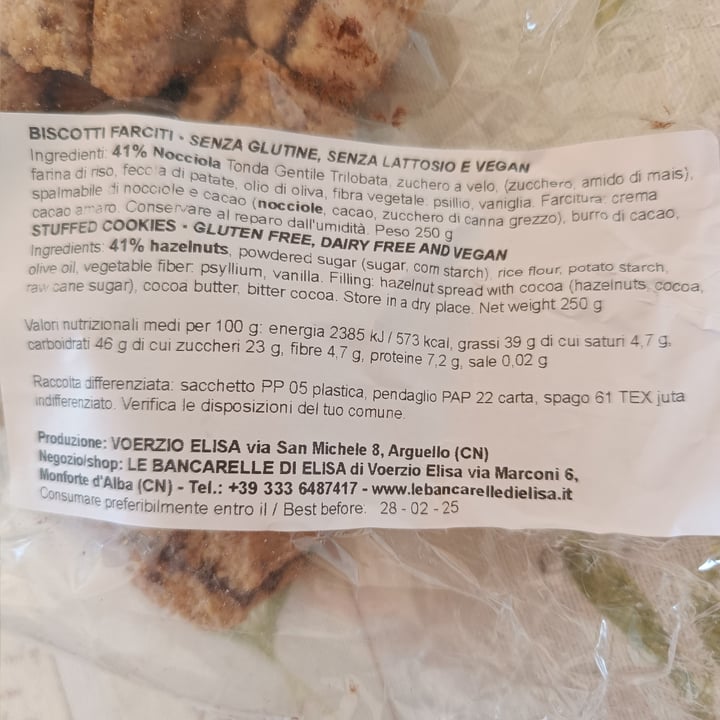 BISCOTTI FARCITI - SENZA GLUTINE, SENZA LATTOSIO E VEGAN
Ingredienti: 41% Nocciola Tonda Gentile Trilobata, zuchero a velo, (zucchero, amido di mais),
farina di riso, fecola di patate, olio di oliva, fibra vegetale: psillio, vaniglia. Farcitura: crema
spalmabile di nocciole e cacao (nocciole, cacao, zucchero di canna grezzo), burro di cacao,
cacao amaro. Conservare al reparo dall'umidità. Peso 250 g
STUFFED COOKIES - GLUTEN FREE, DAIRY FREE AND VEGAN
Ingredients: 41% hazelnuts, powdered sugar (sugar, corn starch), rice flour, potato starch,
olive oil, vegetable fiber: psyllium, vanilla. Filling: hazelnut spread with cocoa (hazelnuts, cocoa,
raw cane sugar), cocoa butter, bitter cocoa. Store in a dry place. Net weight 250 g
Valori nutrizionali medi per 100 g: energia 2385 kJ / 573 kcal, grassi 39 g di cui saturi 4,7 g,
carboidrati 46 g di cui zuccheri 23 g, fibre 4,7 g, proteine 7,2 g, sale 0,02 g
Raccolta differenziata: sacchetto PP 05 plastica, pendaglio PAP 22 carta, spago 61 TEX juta
indifferenziato. Verifica le disposizioni del tuo comune.
Produzione: VOERZIO ELISA via San Michele 8, Arguello (CN)
Negozio/shop: LE BANCARELLE DI ELISA di Voerzio Elisa via Marconi 6,
Monforte d'Alba (CN) - Tel.: +39 333 6487417 - www.lebancarelledielisa.it
Consumare preferibilmente entro il / Best before: 28 - 02 - 25